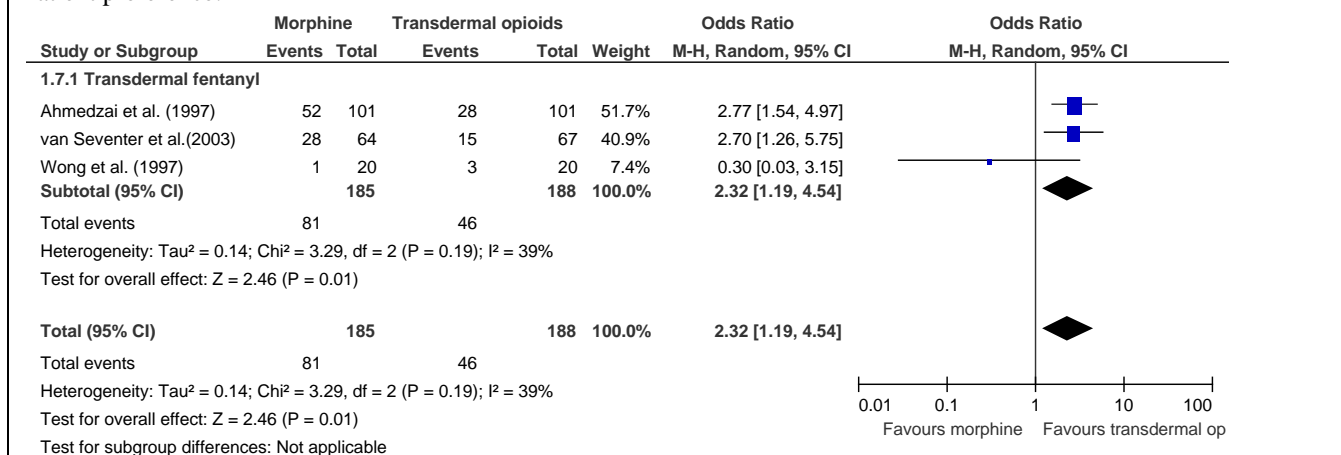 Morphine Transdermal opioids Odds Ratio Odds Ratio
Study or Subgroup Events Total Events Total Weight M-H, Random, 95% CI M-H, Random, 95% CI
1.7.1 Transdermal fentanyl
Ahmedzai et al. (1997) 52 101 28 101 51.7% 2.77 [1.54, 4.97]
van Seventer et al.(2003) 28 64 15 67 40.9% 2.70 [1.26, 5.75]
Wong et al. (1997) 1 20 3 20 7.4% 0.30 [0.03, 3.15]
Subtotal (95% CI) 185 188 100.0% 2.32 [1.19, 4.54]
Total events 81 46
Heterogeneity: Tau² = 0.14; Chi² = 3.29, df = 2 (P = 0.19); I² = 39%
Test for overall effect: Z = 2.46 (P = 0.01)
Total (95% CI) 185 188 100.0% 2.32 [1.19, 4.54]
Total events 81 46
Heterogeneity: Tau² = 0.14; Chi² = 3.29, df = 2 (P = 0.19); I² = 39%
Test for overall effect: Z = 2.46 (P = 0.01)
Test for subgroup differences: Not applicable
0.01 0.1 1 10 100
Favours morphine Favours transdermal op